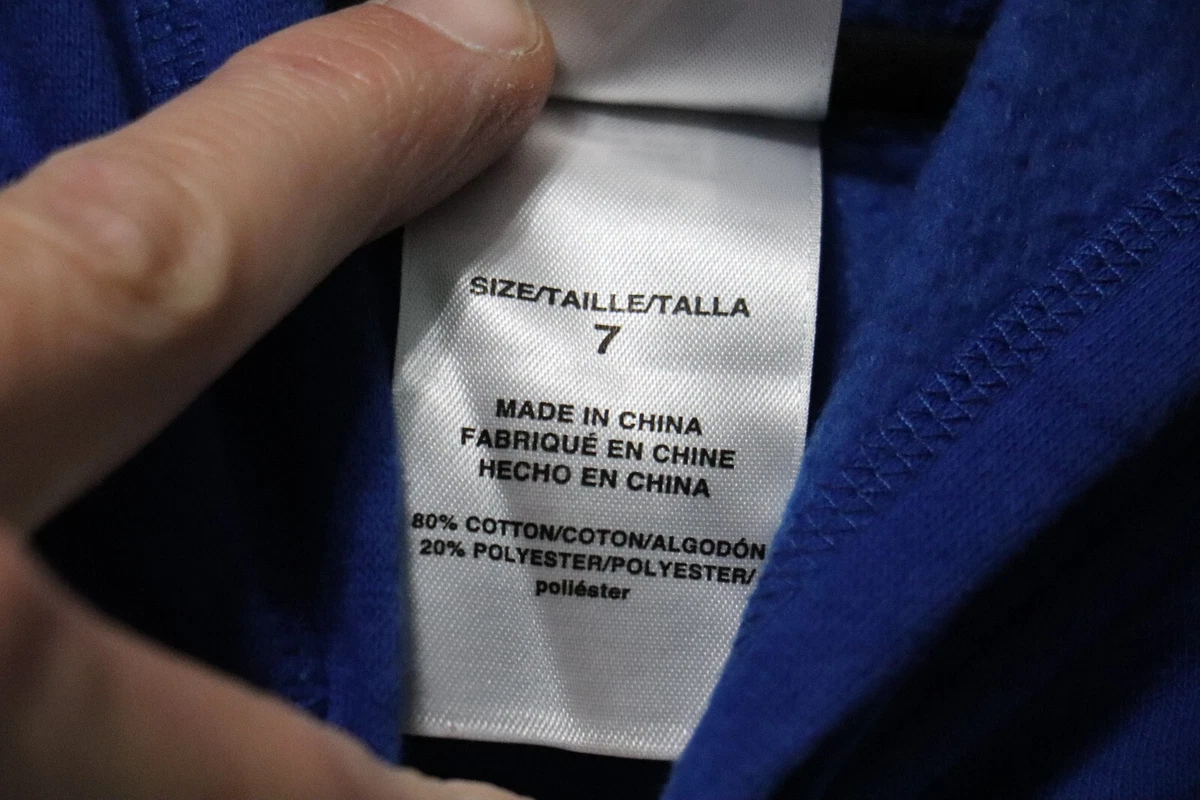 SIZE/TAILLE/TALLA
7
MADE IN CHINA
FABRIQUÉ EN CHINE
HECHO EN CHINA
80% COTTON/COTON/ALGODÓN
20% POLYESTER/POLYESTER/
poliéster